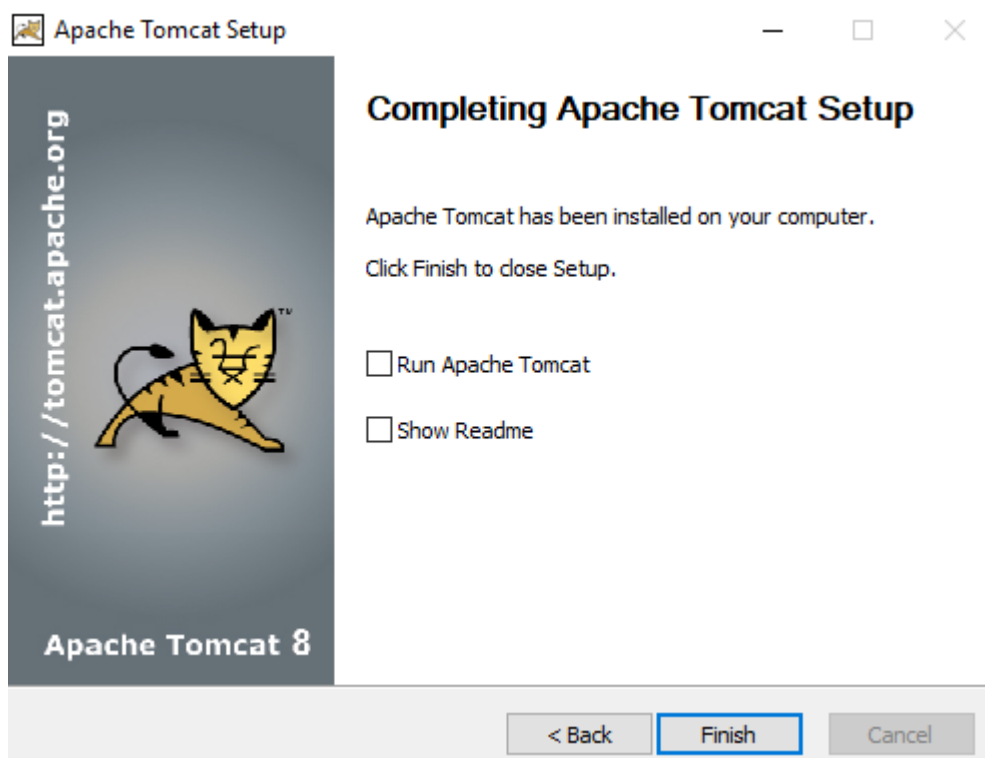 Apache Tomcat Setup
http://tomcat.apache.org
TM
Apache Tomcat 8
Completing Apache Tomcat Setup
Apache Tomcat has been installed on your computer.
Click Finish to close Setup.
Run Apache Tomcat
Show Readme
< Back
Finish
Cancel